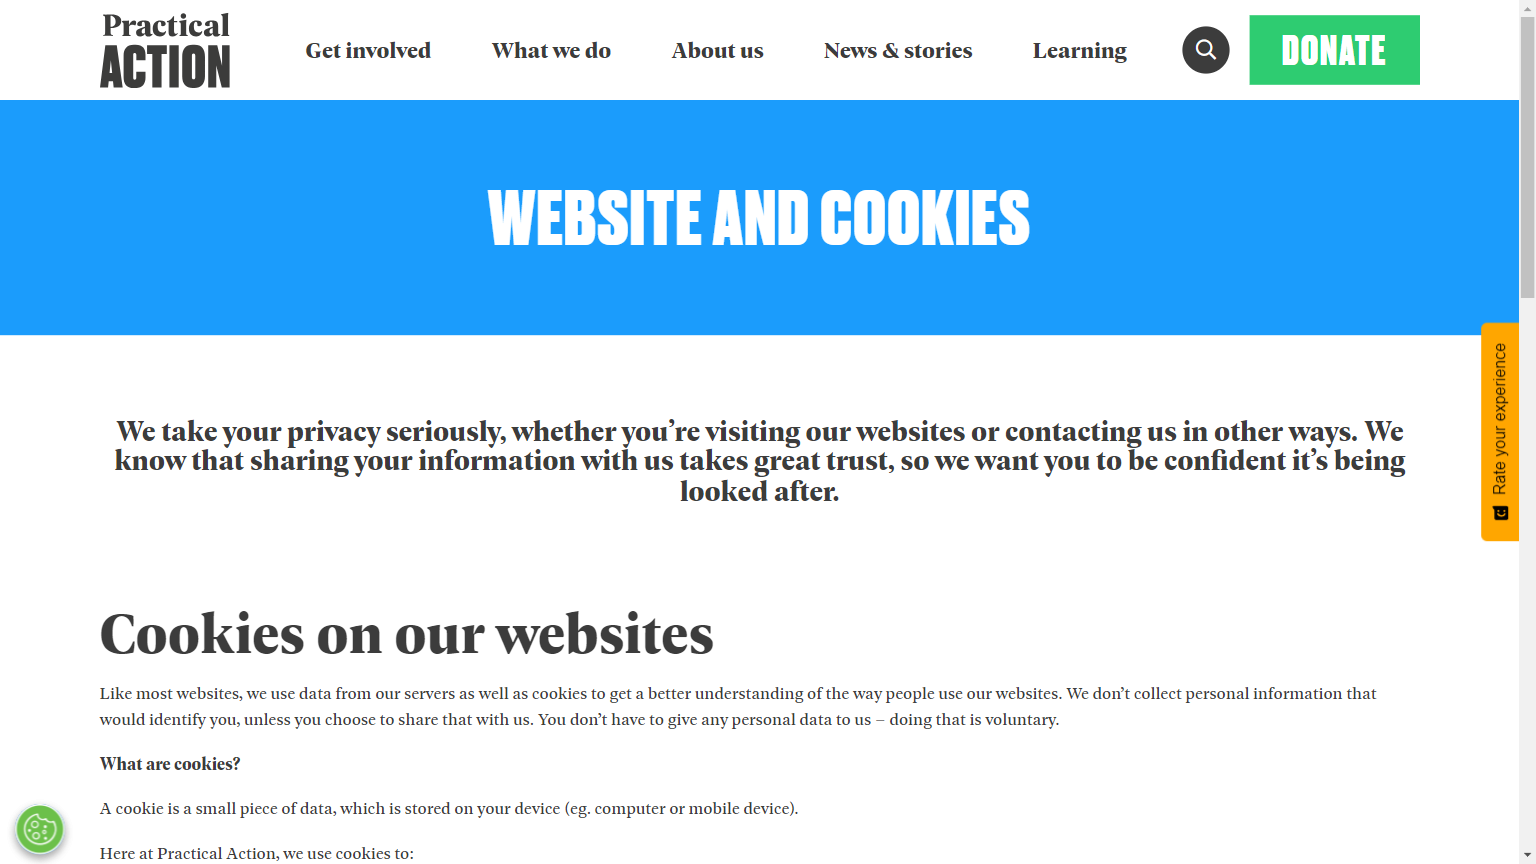 Practical
ACTION
Get involved
What we do
About us
News & stories
Learning
DONATE
WEBSITE AND COOKIES
Rate your experience
We take your privacy seriously, whether you’re visiting our websites or contacting us in other ways. We
know that sharing your information with us takes great trust, so we want you to be confident it’s being
looked after.
Cookies on our websites
Like most websites, we use data from our servers as well as cookies to get a better understanding of the way people use our websites. We don’t collect personal information that
would identify you, unless you choose to share that with us. You don’t have to give any personal data to us – doing that is voluntary.
What are cookies?
A cookie is a small piece of data, which is stored on your device (eg. computer or mobile device).
Here at Practical Action, we use cookies to: